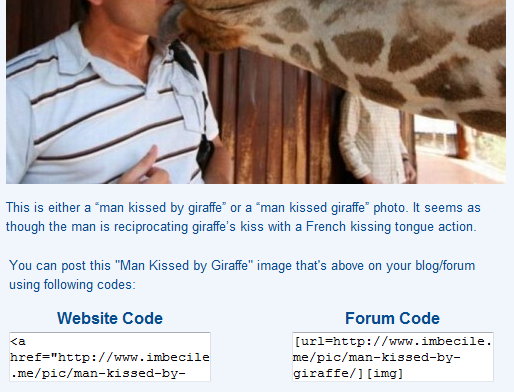 This is either a “man kissed by giraffe” or a “man kissed giraffe” photo. It seems as
though the man is reciprocating giraffe’s kiss with a French kissing tongue action.
You can post this "Man Kissed by Giraffe" image that's above on your blog/forum
using following codes:
Website Code
<a
href="http://www.imbecile
.me/pic/man-kissed-by-
Forum Code
[url=http://www.imbecile.
me/pic/man-kissed-by-
giraffe/][img]